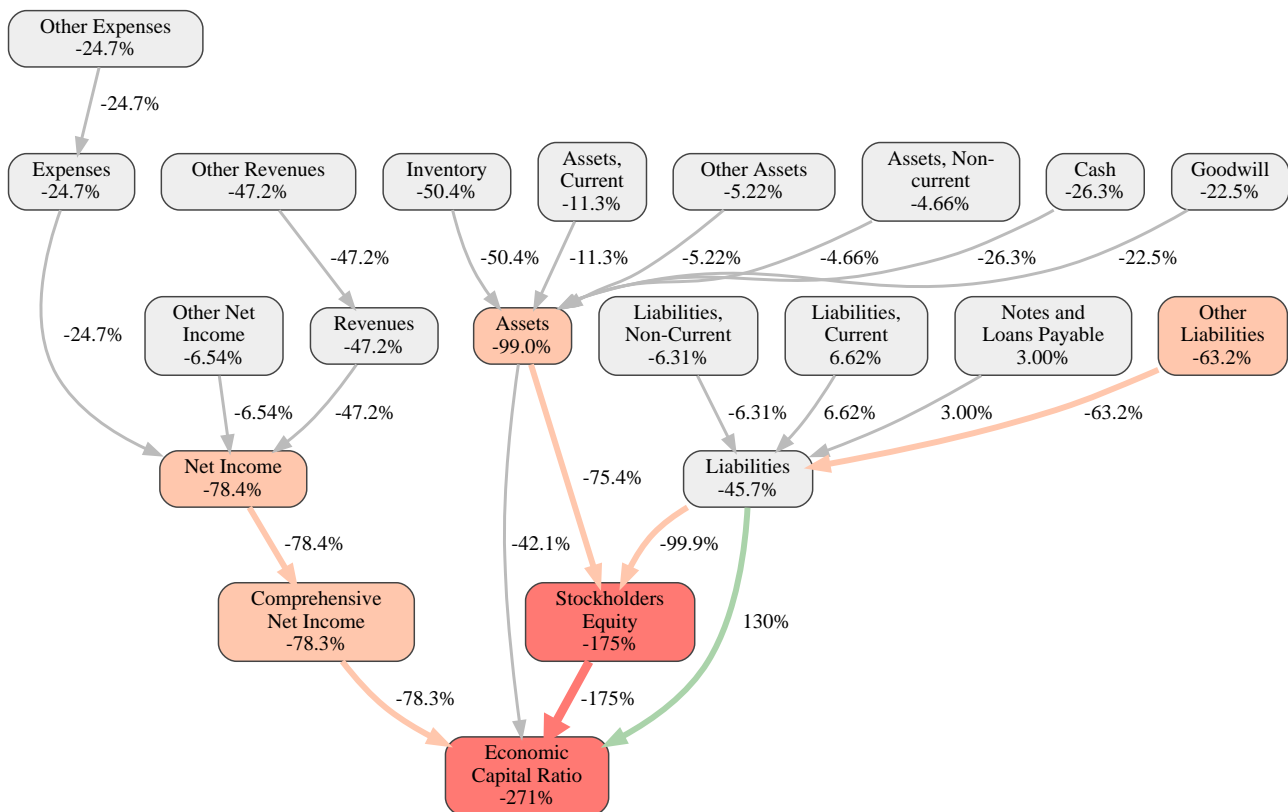 Other Expenses
-24.7%
-24.7%
Expenses
-24.7%
Other Revenues
-47.2%
Inventory
-50.4%
Assets,
Current
-11.3%
Other Assets
-5.22%
Assets, Non-
current
-4.66%
Cash
-26.3%
Goodwill
-22.5%
-47.2%
-50.4%
-11.3%
-5.22%
-4.66%
-26.3%
-22.5%
-24.7%
Other Net
Income
-6.54%
Revenues
-47.2%
Assets
-99.0%
Liabilities,
Non-Current
-6.31%
Liabilities,
Current
6.62%
Notes and
Loans Payable
3.00%
Other
Liabilities
-63.2%
-6.54%
-47.2%
-6.31%
6.62%
3.00%
-63.2%
Net Income
-78.4%
-75.4%
Liabilities
-45.7%
-78.4%
-42.1%
-99.9%
Comprehensive
Net Income
-78.3%
Stockholders
Equity
-175%
130%
-78.3%
-175%
Economic
Capital Ratio
-271%